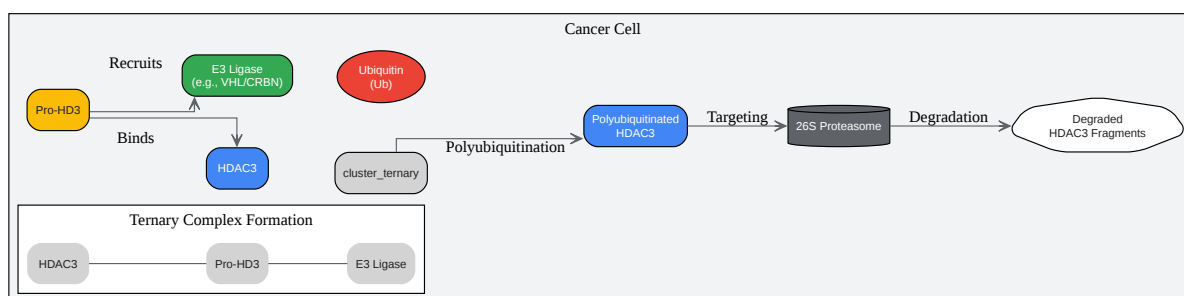 Cancer Cell
Recruits
E3 Ligase
(e.g., VHL/CRBN)
Ubiquitin
(Ub)
Pro-HD3
Binds
HDAC3
cluster_ternary
Polyubiquitination
Polyubiquitinated
HDAC3
Targeting
26S Proteasome
Degradation
Degraded
HDAC3 Fragments
Ternary Complex Formation
HDAC3
Pro-HD3
E3 Ligase